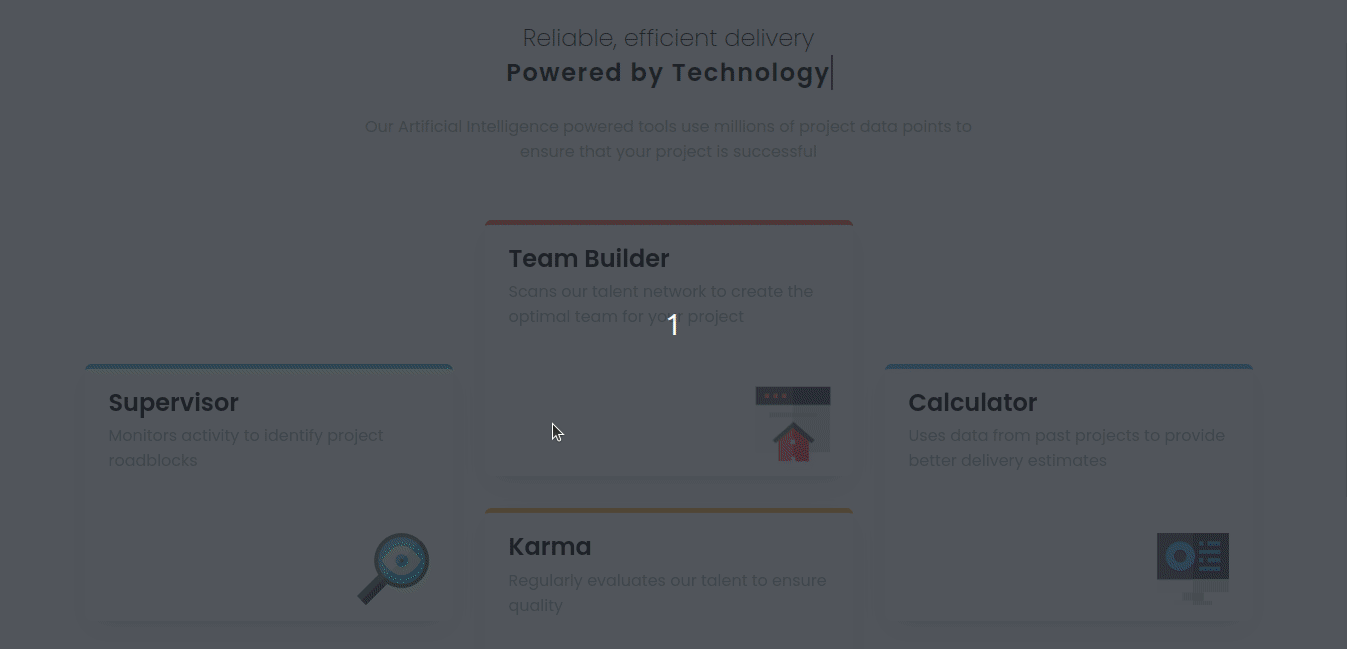 Reliable, efficient delivery
Powered by Technology
Our Artificial Intelligence powered tools use millions of project data points to
ensure that your project is successful
Team Builder
Scans our talent network to create the
optimal team for your project
1
Supervisor
Monitors activity to identify project
roadblocks
Calculator
Uses data from past projects to provide
better delivery estimates
Karma
Regularly evaluates our talent to ensure
quality